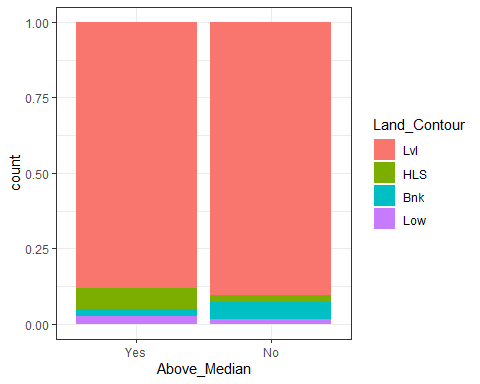 1.00
0.75
0.50
0.25
0.00
count
Yes
No
Above_Median
Land_Contour
Lvl
HLS
Bnk
Low